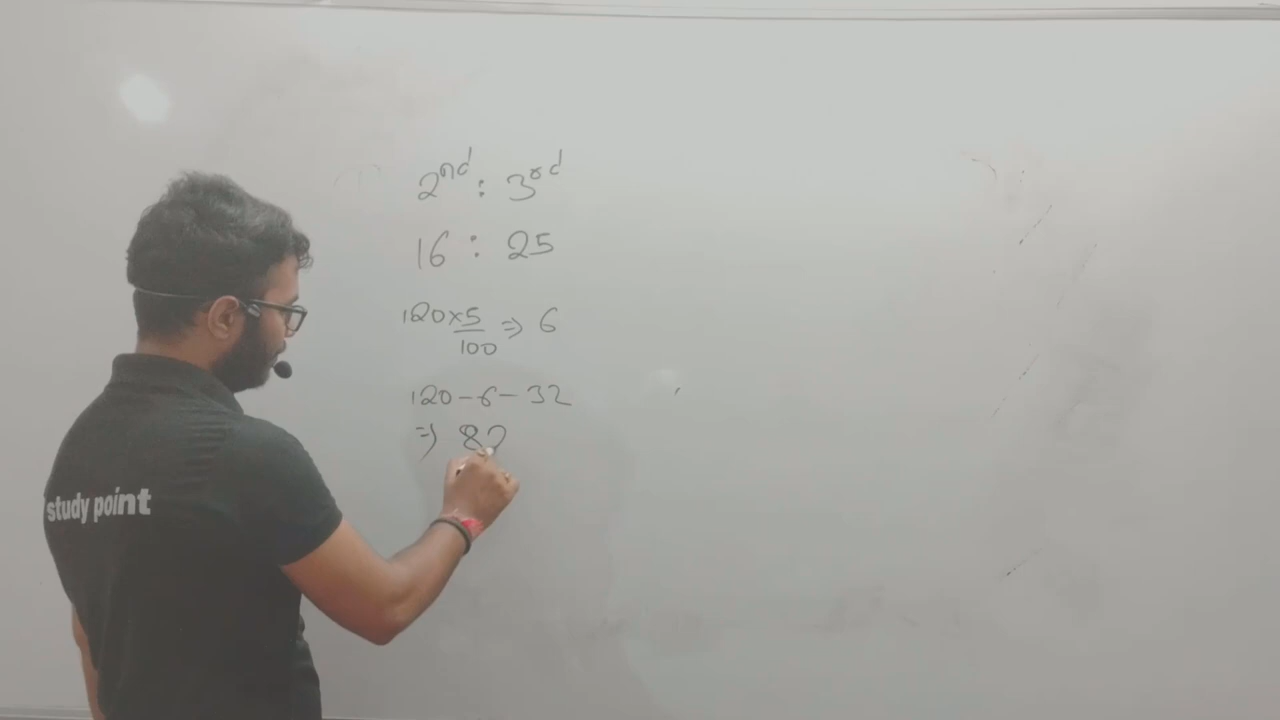 2nd : 3rd
16 : 25
120×5/100 ⇒ 6
120-6-32
⇒ 82
study point